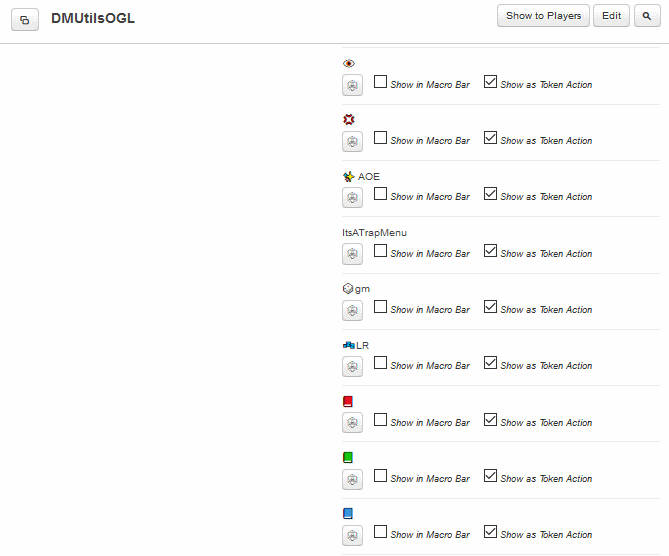 DMUtilsOGL
Show to Players Edit
Show in Macro Bar Show as Token Action
Show in Macro Bar Show as Token Action
AOE
Show in Macro Bar Show as Token Action
ItsATrapMenu
Show in Macro Bar Show as Token Action
gm
Show in Macro Bar Show as Token Action
LR
Show in Macro Bar Show as Token Action
Show in Macro Bar Show as Token Action
Show in Macro Bar Show as Token Action
Show in Macro Bar Show as Token Action